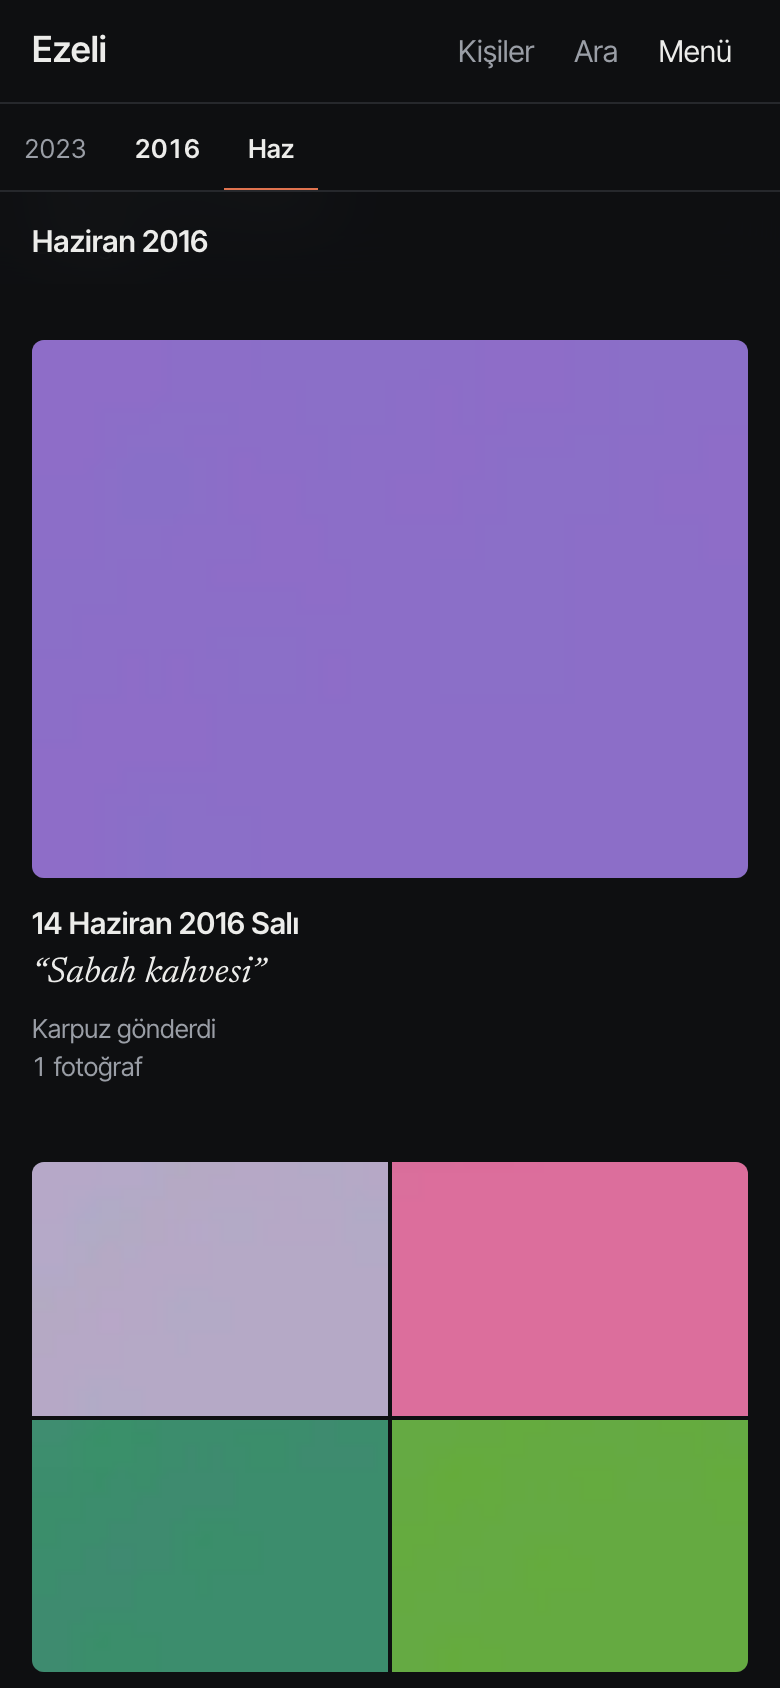 Ezeli
Kişiler Ara Menü
2023 2016 Haz
Haziran 2016
14 Haziran 2016 Salı
“Sabah kahvesi”
Karpuz gönderdi
1 fotoğraf